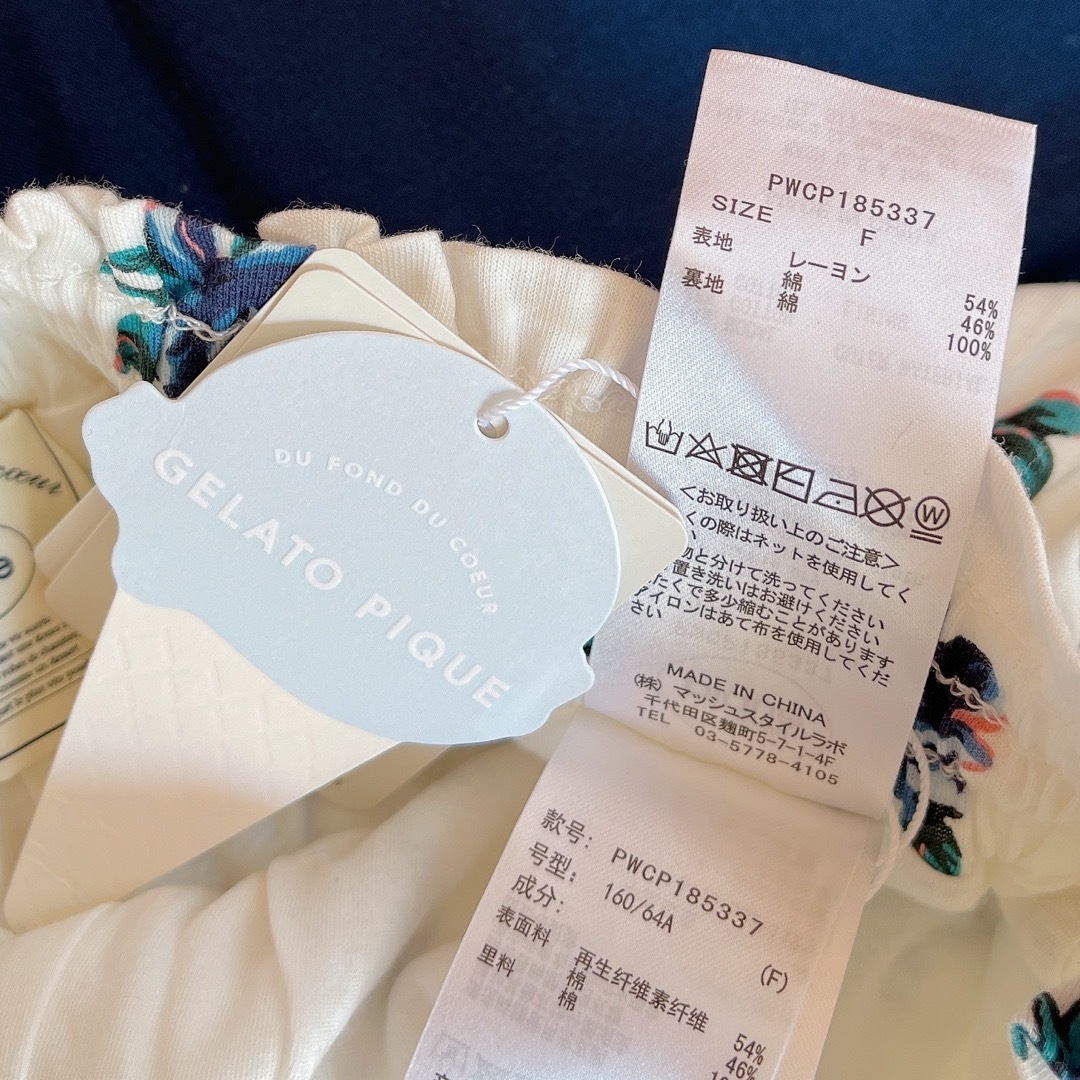 DU FOND DU COEUR
GELATO PIQUE
cœur
PWCP185337
SIZE F
表地 レーヨン 54%
綿 46%
裏地 綿 100%
W
<お取り扱い上のご注意>
くの際はネットを使用してく
い
物と分けて洗ってください
置き洗いはお避けください
たくで多少縮むことがあります
アイロンはあて布を使用してくだ
さい
MADE IN CHINA
(株) マッシュスタイルラボ
千代田区麹町5-7-1-4F
TEL 03-5778-4105
款号: PWCP185337
号型: 160/64A (F)
成分:
表面料 再生纤维素纤维 54%
棉 46%
里料 棉